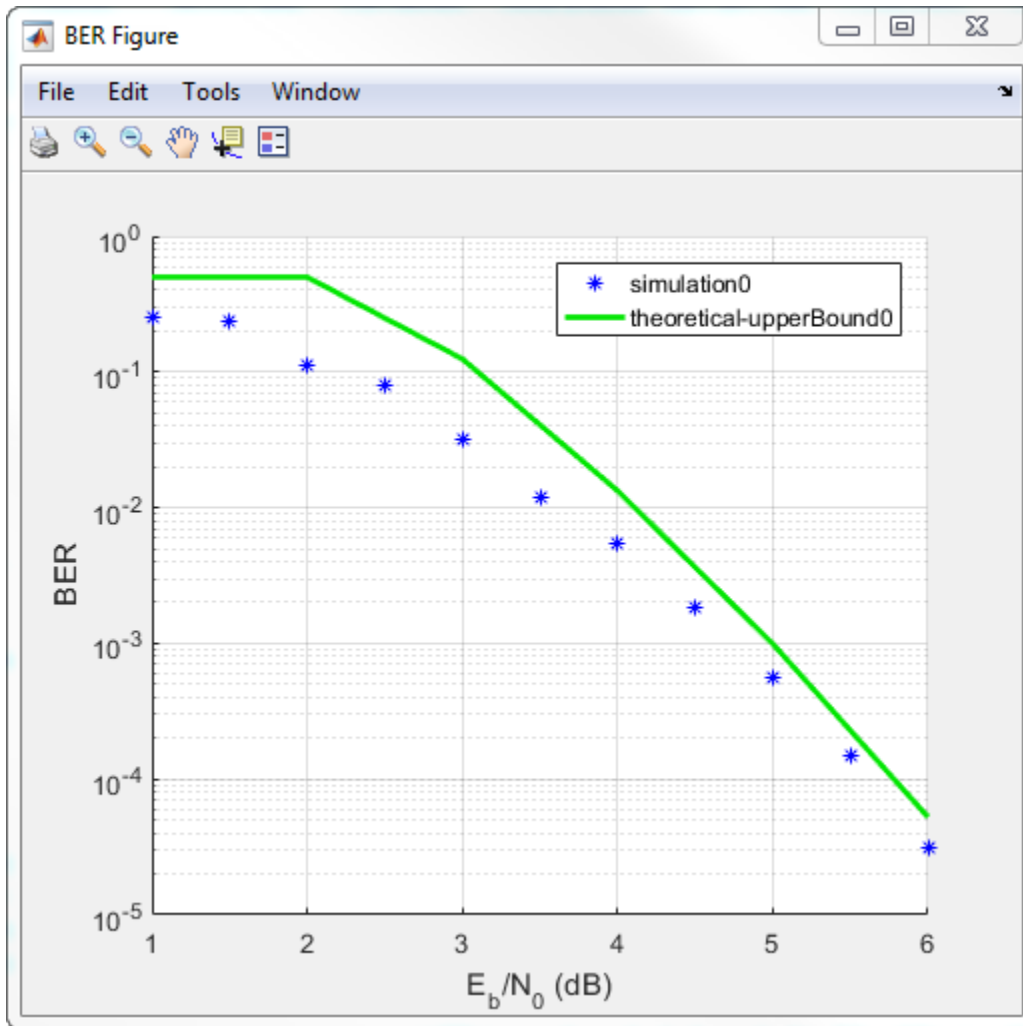 BER Figure
File Edit Tools Window
simulation0
theoretical-upperBound0
10^0
10^-1
10^-2
10^-3
10^-4
10^-5
BER
1 2 3 4 5 6
E_b/N_0 (dB)